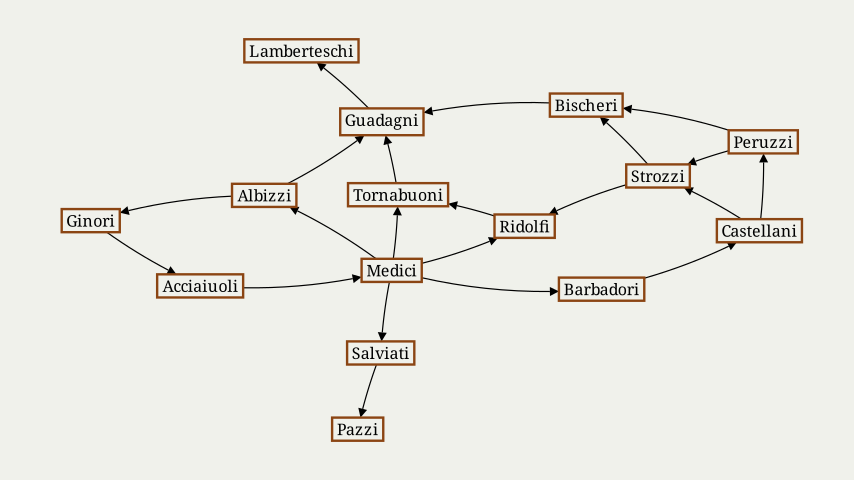 Lamberteschi
Bischeri
Guadagni
Peruzzi
Strozzi
Albizzi
Tornabuoni
Ginori
Ridolfi
Castellani
Medici
Acciaiuoli
Barbadori
Salviati
Pazzi